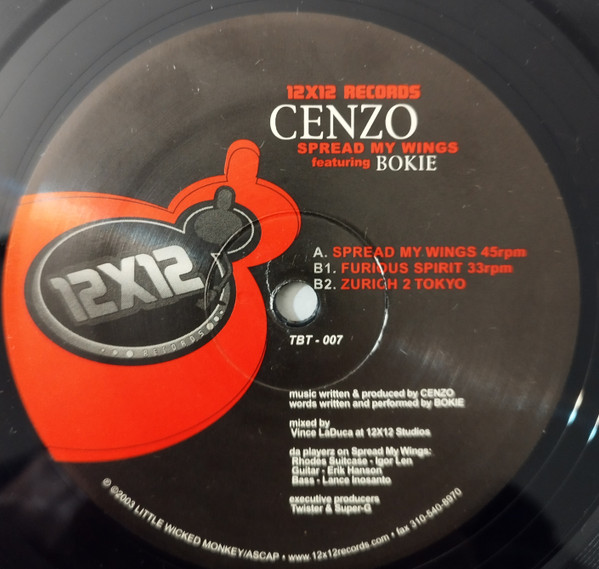 12X12 RECORDS
CENZO
SPREAD MY WINGS
featuring BOKIE
12X12
RECORDS
A. SPREAD MY WINGS 45rpm
B1. FURIOUS SPIRIT 33rpm
B2. ZURICH 2 TOKYO
TBT - 007
music written & produced by CENZO
words written and performed by BOKIE
mixed by
Vince LaDuca at 12X12 Studios
da playerz on Spread My Wings:
Rhodes Suitcase - Igor Len
Guitar - Erik Hanson
Bass - Lance Inosanto
executive producers
Twister & Super-G
℗ ©2003 LITTLE WICKED MONKEY/ASCAP • www.12x12records.com • fax 310-540-8970